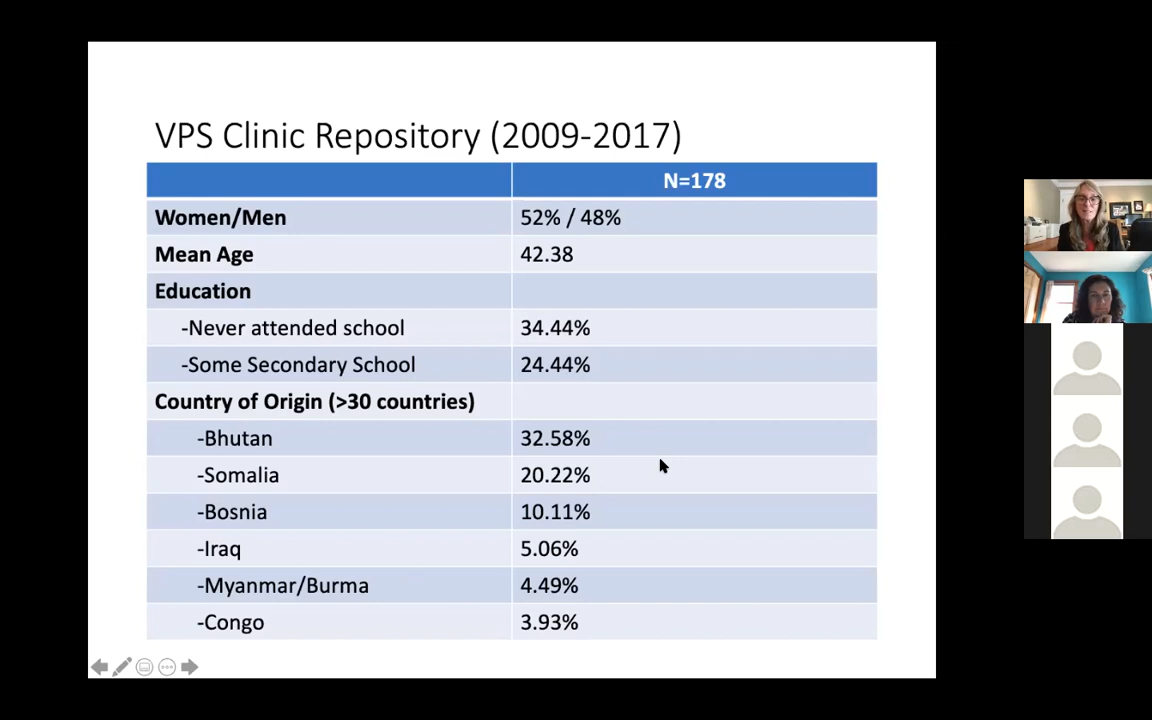 VPS Clinic Repository (2009-2017)
N=178
Women/Men 52% / 48%
Mean Age 42.38
Education
-Never attended school 34.44%
-Some Secondary School 24.44%
Country of Origin (>30 countries)
-Bhutan 32.58%
-Somalia 20.22%
-Bosnia 10.11%
-Iraq 5.06%
-Myanmar/Burma 4.49%
-Congo 3.93%